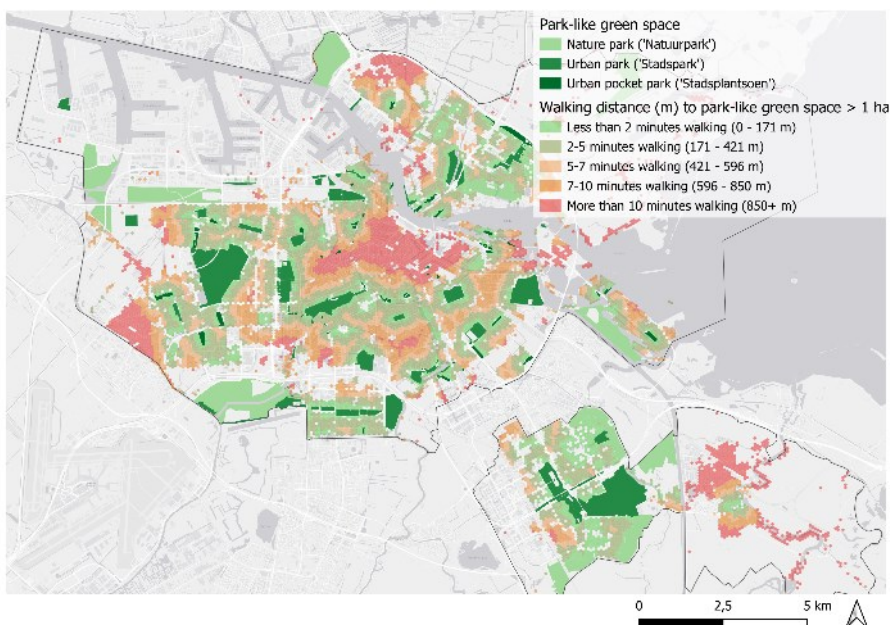 Park-like green space
Nature park ('Natuurpark')
Urban park ('Stadspark')
Urban pocket park ('Stadsplantsoen')
Walking distance (m) to park-like green space > 1 ha
Less than 2 minutes walking (0 - 171 m)
2-5 minutes walking (171 - 421 m)
5-7 minutes walking (421 - 596 m)
7-10 minutes walking (596 - 850 m)
More than 10 minutes walking (850+ m)
0 2,5 5 km